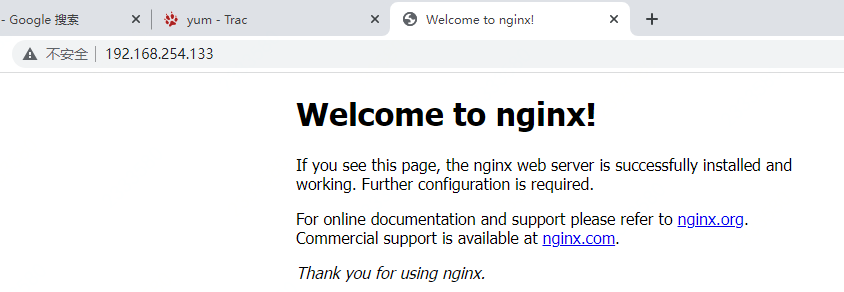 - Google 搜索
yum - Trac
Welcome to nginx!
不安全
192.168.254.133
Welcome to nginx!
If you see this page, the nginx web server is successfully installed and
working. Further configuration is required.
For online documentation and support please refer to nginx.org.
Commercial support is available at nginx.com.
Thank you for using nginx.